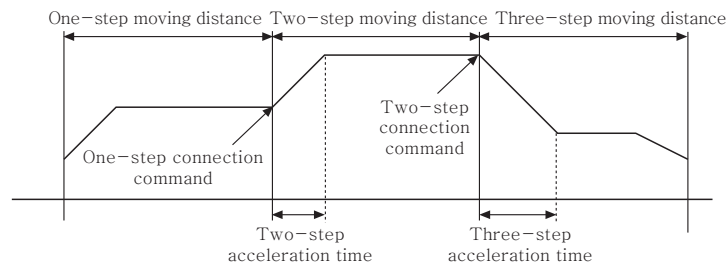 One-step moving distance
Two-step moving distance
Three-step moving distance
Two-step
connection
command
One-step connection
command
Two-step
acceleration time
Three-step
acceleration time